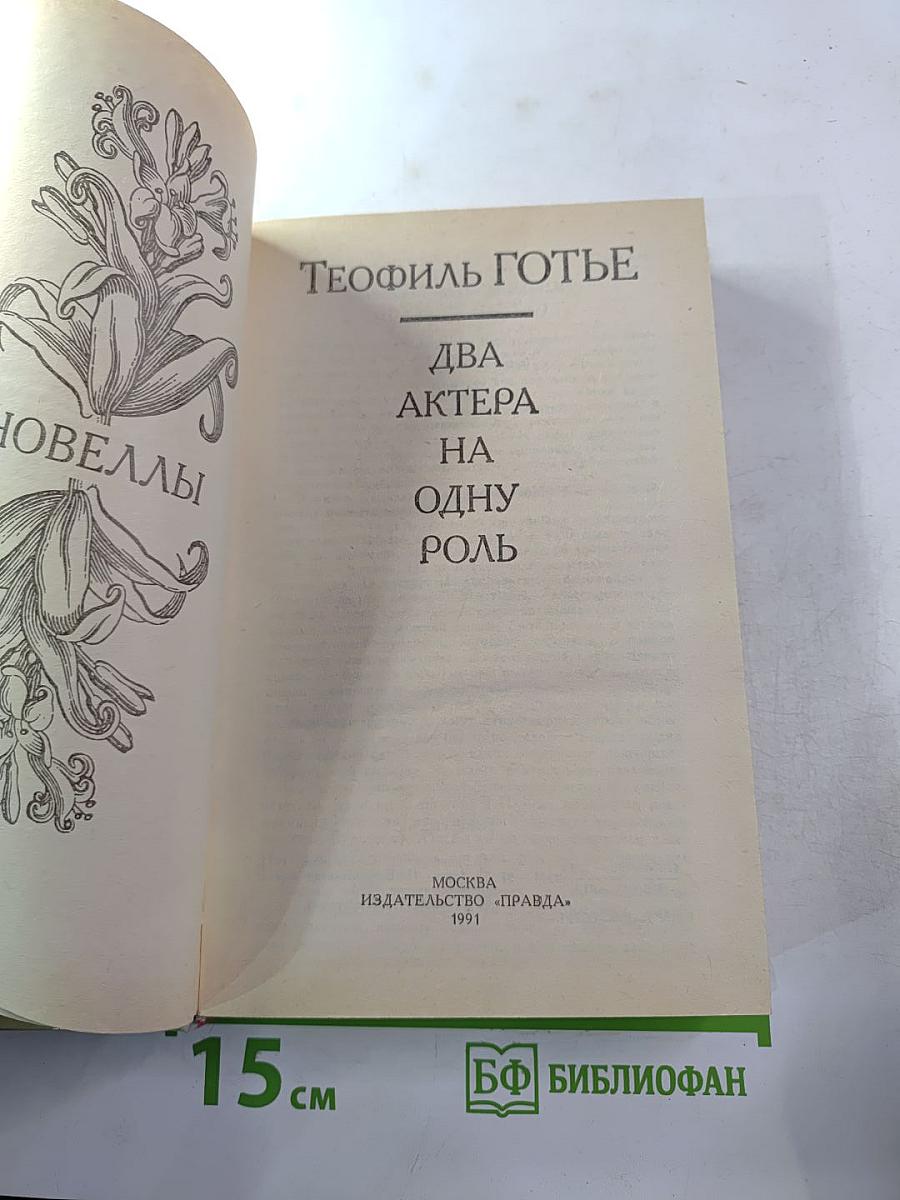 НОВЕЛЛЫ
ТЕОФИЛЬ ГОТЬЕ
ДВА
АКТЕРА
НА
ОДНУ
РОЛЬ
МОСКВА
ИЗДАТЕЛЬСТВО «ПРАВДА»
1991
15 см
БФ БИБЛИОФАН